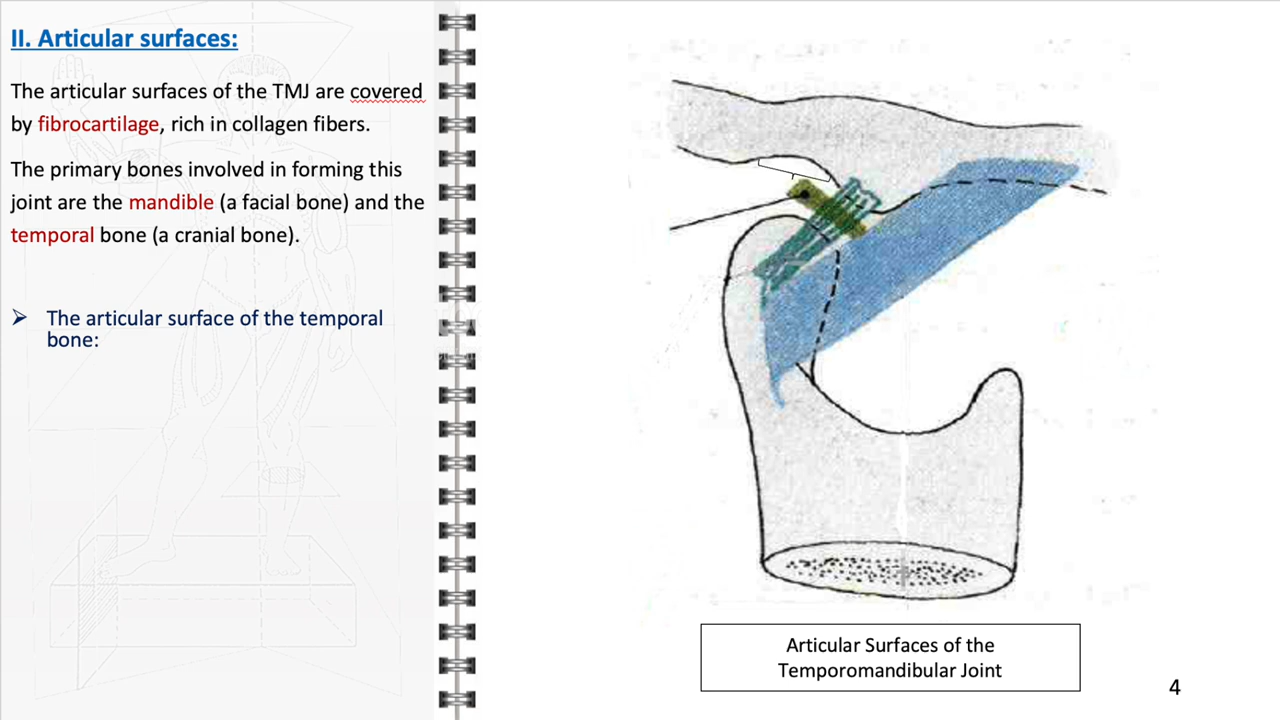 II. Articular surfaces:
The articular surfaces of the TMJ are covered
by fibrocartilage, rich in collagen fibers.
The primary bones involved in forming this
joint are the mandible (a facial bone) and the
temporal bone (a cranial bone).
➢ The articular surface of the temporal
bone:
Articular Surfaces of the
Temporomandibular Joint
4